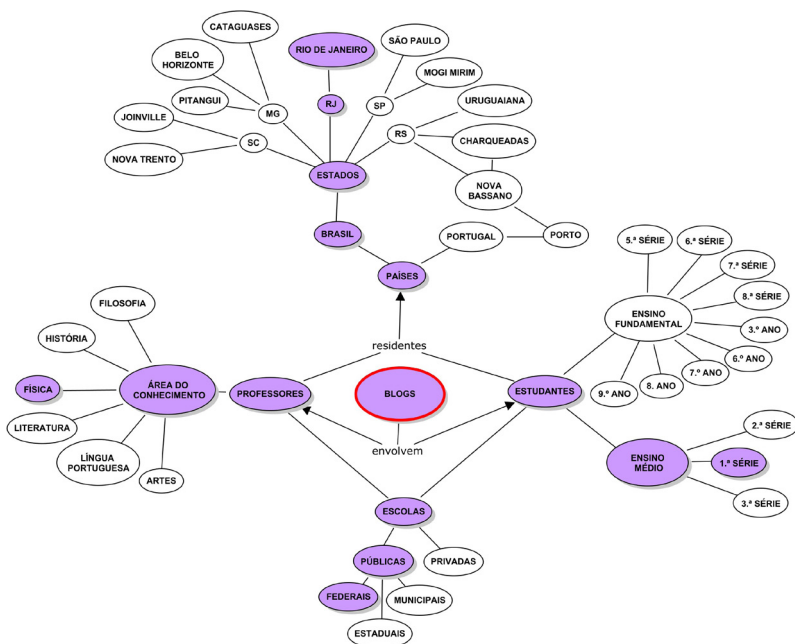 CATAGUASES
BELO
HORIZONTE
PITANGUI
JOINVILLE
NOVA TRENTO
SC
MG
RIO DE JANEIRO
RJ
SÃO PAULO
MOGI MIRIM
SP
URUGUAIANA
RS
CHARQUEADAS
NOVA
BASSANO
ESTADOS
BRASIL
PORTUGAL
PORTO
PAÍSES
residentes
FILOSOFIA
HISTÓRIA
FÍSICA
LITERATURA
LÍNGUA
PORTUGUESA
ARTES
ÁREA DO
CONHECIMENTO
PROFESSORES
BLOGS
ESTUDANTES
envolvem
5.ª SÉRIE
6.ª SÉRIE
7.ª SÉRIE
8.ª SÉRIE
3.º ANO
6.º ANO
7.º ANO
8. ANO
9.º ANO
ENSINO
FUNDAMENTAL
ENSINO
MÉDIO
2.ª SÉRIE
1.ª SÉRIE
3.ª SÉRIE
ESCOLAS
PÚBLICAS
PRIVADAS
FEDERAIS
MUNICIPAIS
ESTADUAIS